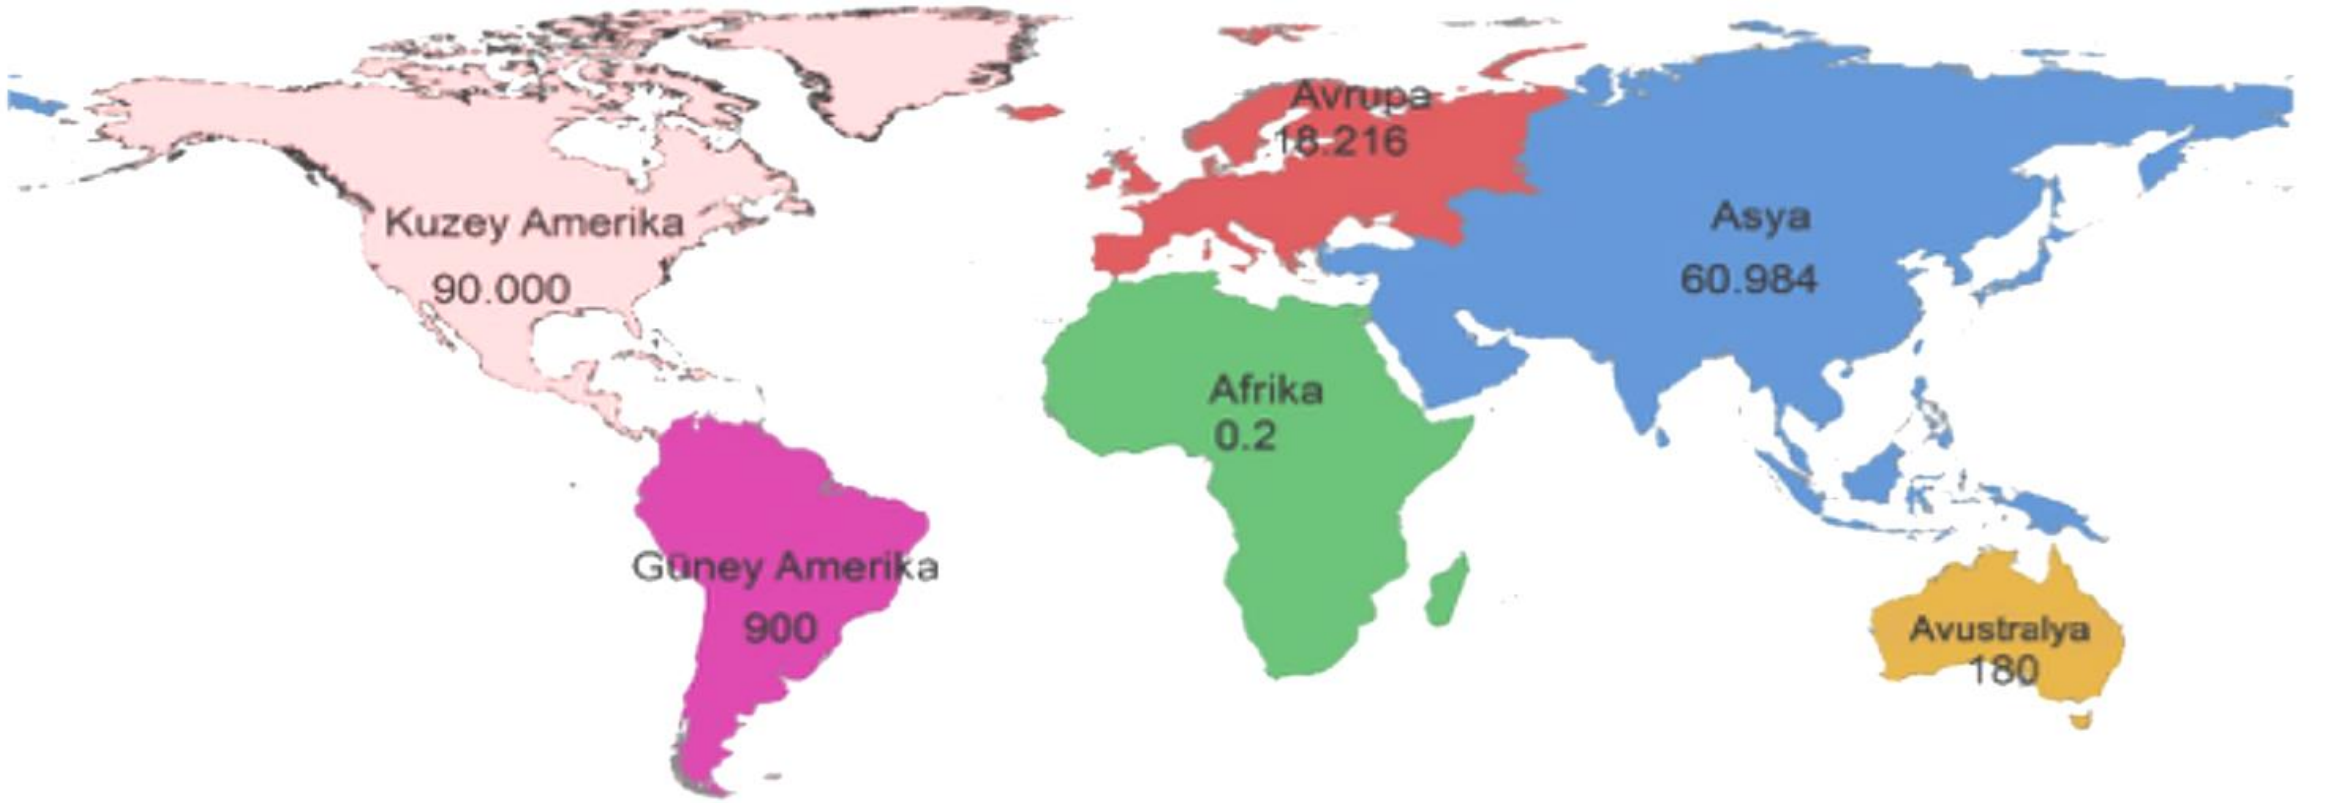 Avrupa
18.216
Kuzey Amerika
90.000
Asya
60.984
Afrika
0.2
Güney Amerika
900
Avustralya
180